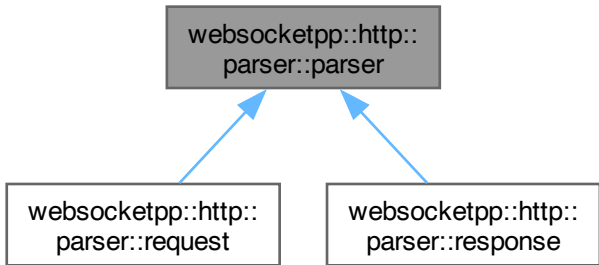 websocketpp::http::
parser::parser
websocketpp::http::
parser::request
websocketpp::http::
parser::response